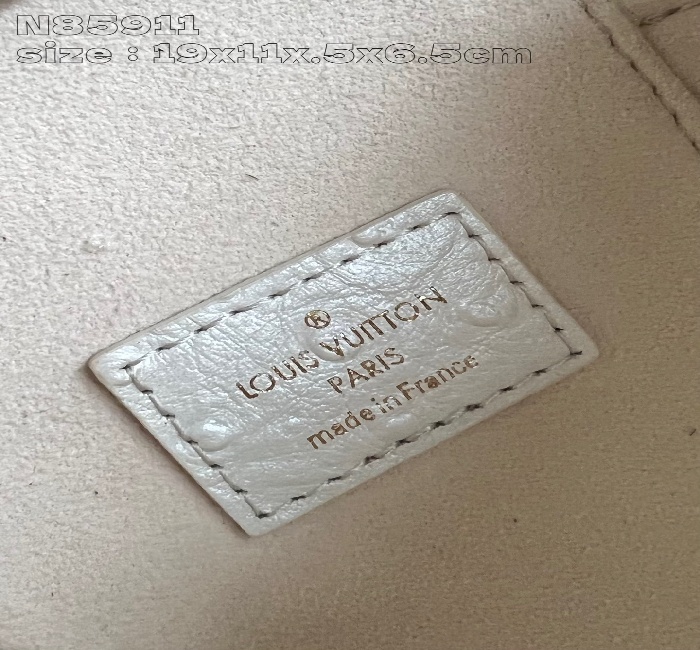 N85911
size : 19x11x.5x6.5cm
®
LOUIS VUITTON
PARIS
made in France